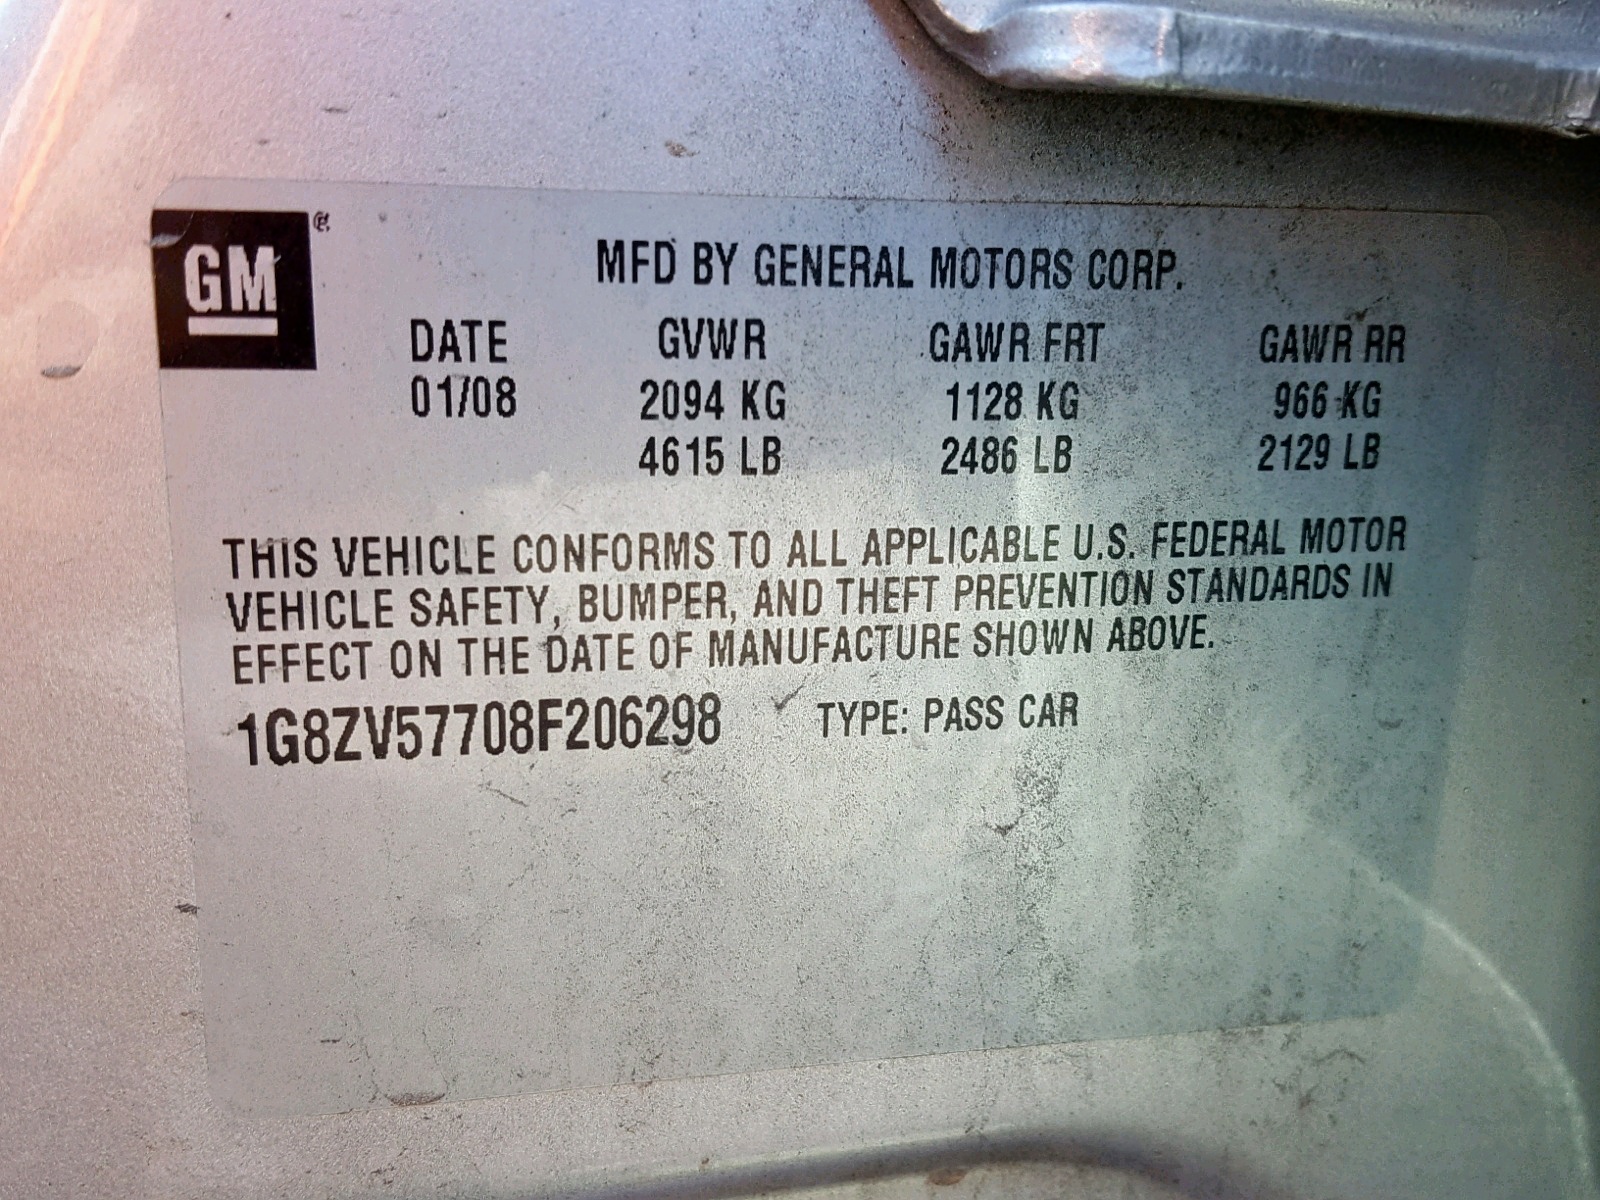 GM
MFD BY GENERAL MOTORS CORP.
DATE GVWR GAWR FRT GAWR RR
01/08 2094 KG 1128 KG 966 KG
4615 LB 2486 LB 2129 LB
THIS VEHICLE CONFORMS TO ALL APPLICABLE U.S. FEDERAL MOTOR
VEHICLE SAFETY, BUMPER, AND THEFT PREVENTION STANDARDS IN
EFFECT ON THE DATE OF MANUFACTURE SHOWN ABOVE.
1G8ZV57708F206298 TYPE: PASS CAR